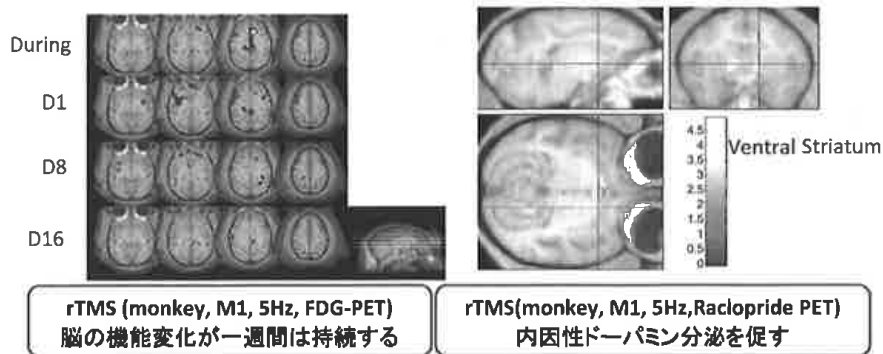 During
D1
D8
D16
4.5
4
3.5
3
2.5
2
1.5
1
0.5
0
Ventral Striatum
rTMS (monkey, M1, 5Hz, FDG-PET)
脳の機能変化が一週間は持続する
rTMS(monkey, M1, 5Hz,Raclopride PET)
内因性ドーパミン分泌を促す